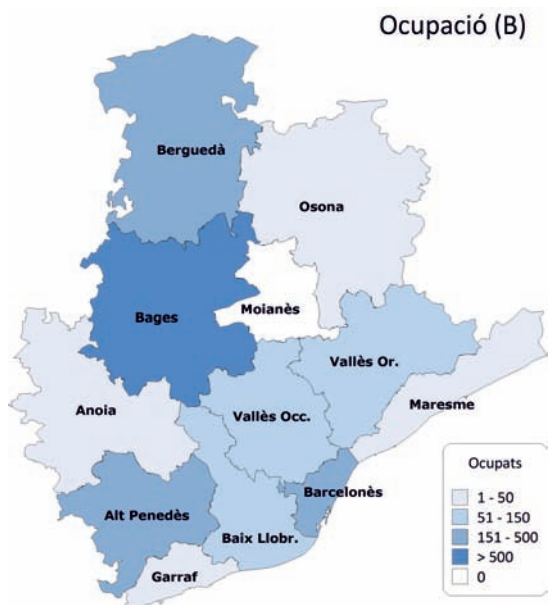 Ocupació (B)
Berguedà
Osona
Moianès
Bages
Vallès Or.
Maresme
Anoia
Vallès Occ.
Barcelonès
Alt Penedès
Baix Llobr.
Garraf
Ocupats
1 - 50
51 - 150
151 - 500
> 500
0